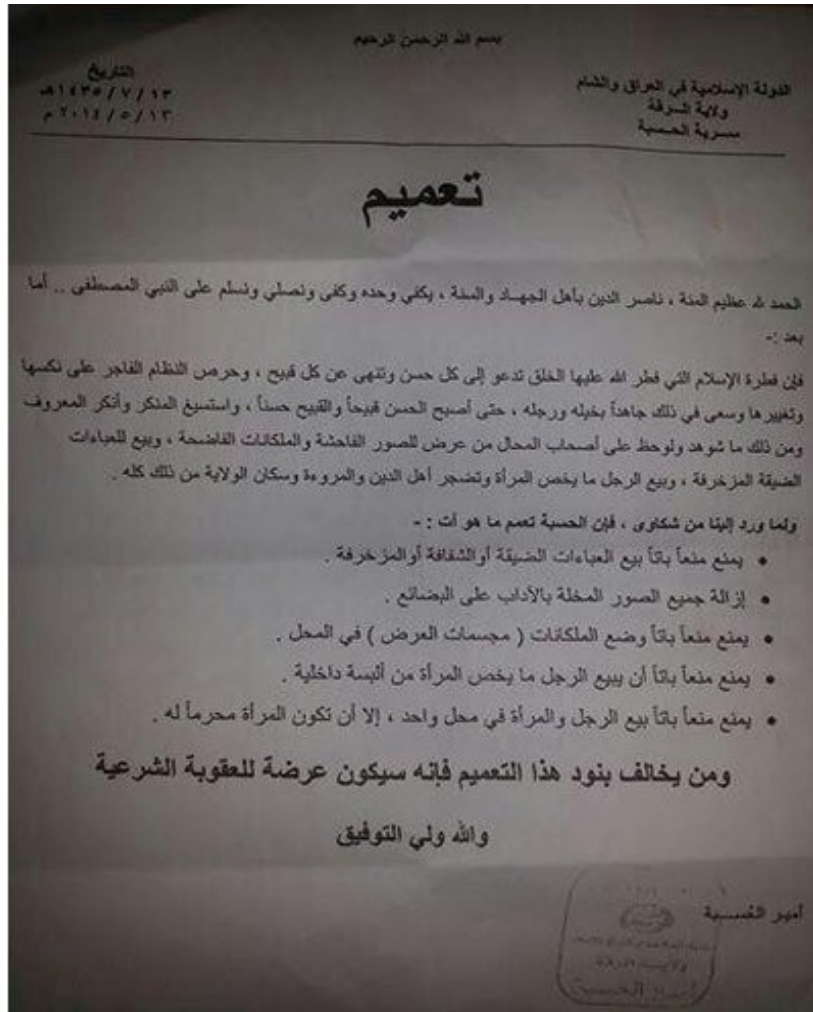 بسم الله الرحمن الرحيم
الدولة الإسلامية في العراق والشام
ولاية الرقة
مسرية الحسبة
التاريخ
١٤٣٥ / ٧ / ١٣هـ
٢٠١٤ / ٥ / ١٢ م
تعميم
الحمد لله عظيم المنة ، ناصر الدين بأهل الجهاد والسنة ، يكفي وحده وكفى ونصلي ونسلم على النبي المصطفى .. أما
بعد :-
فإن فطرة الإسلام التي فطر الله عليها الخلق تدعو إلى كل حسن وتنهى عن كل قبيح ، وحرص النظام الفاجر على نكسها
وتغييرها وسعى في ذلك جاهداً بخيله ورجله ، حتى أصبح الحسن قبيحاً والقبيح حسناً ، واستسيغ المنكر وأنكر المعروف
ومن ذلك ما شوهد ولوحظ على أصحاب المحال من عرض للصور الفاحشة والملكانات الفاضحة ، وبيع للعباءات
الضيقة المزخرفة ، وبيع الرجل ما يخص المرأة وتضجر أهل الدين والمروءة وسكان الولاية من ذلك كله .
ولما ورد إلينا من شكاوى ، فإن الحسبة تعمم ما هو آت : -
• يمنع منعاً باتاً بيع العباءات الضيقة أوالشفافة أوالمزخرفة .
• إزالة جميع الصور المخلة بالآداب على البضائع .
• يمنع منعاً باتاً وضع الملكانات ( مجسمات العرض ) في المحل .
• يمنع منعاً باتاً أن يبيع الرجل ما يخص المرأة من ألبسة داخلية .
• يمنع منعاً باتاً بيع الرجل والمرأة في محل واحد ، إلا أن تكون المرأة محرماً له .
ومن يخالف بنود هذا التعميم فإنه سيكون عرضة للعقوبة الشرعية
والله ولي التوفيق
أمير الحسبة
أمير الحسبة